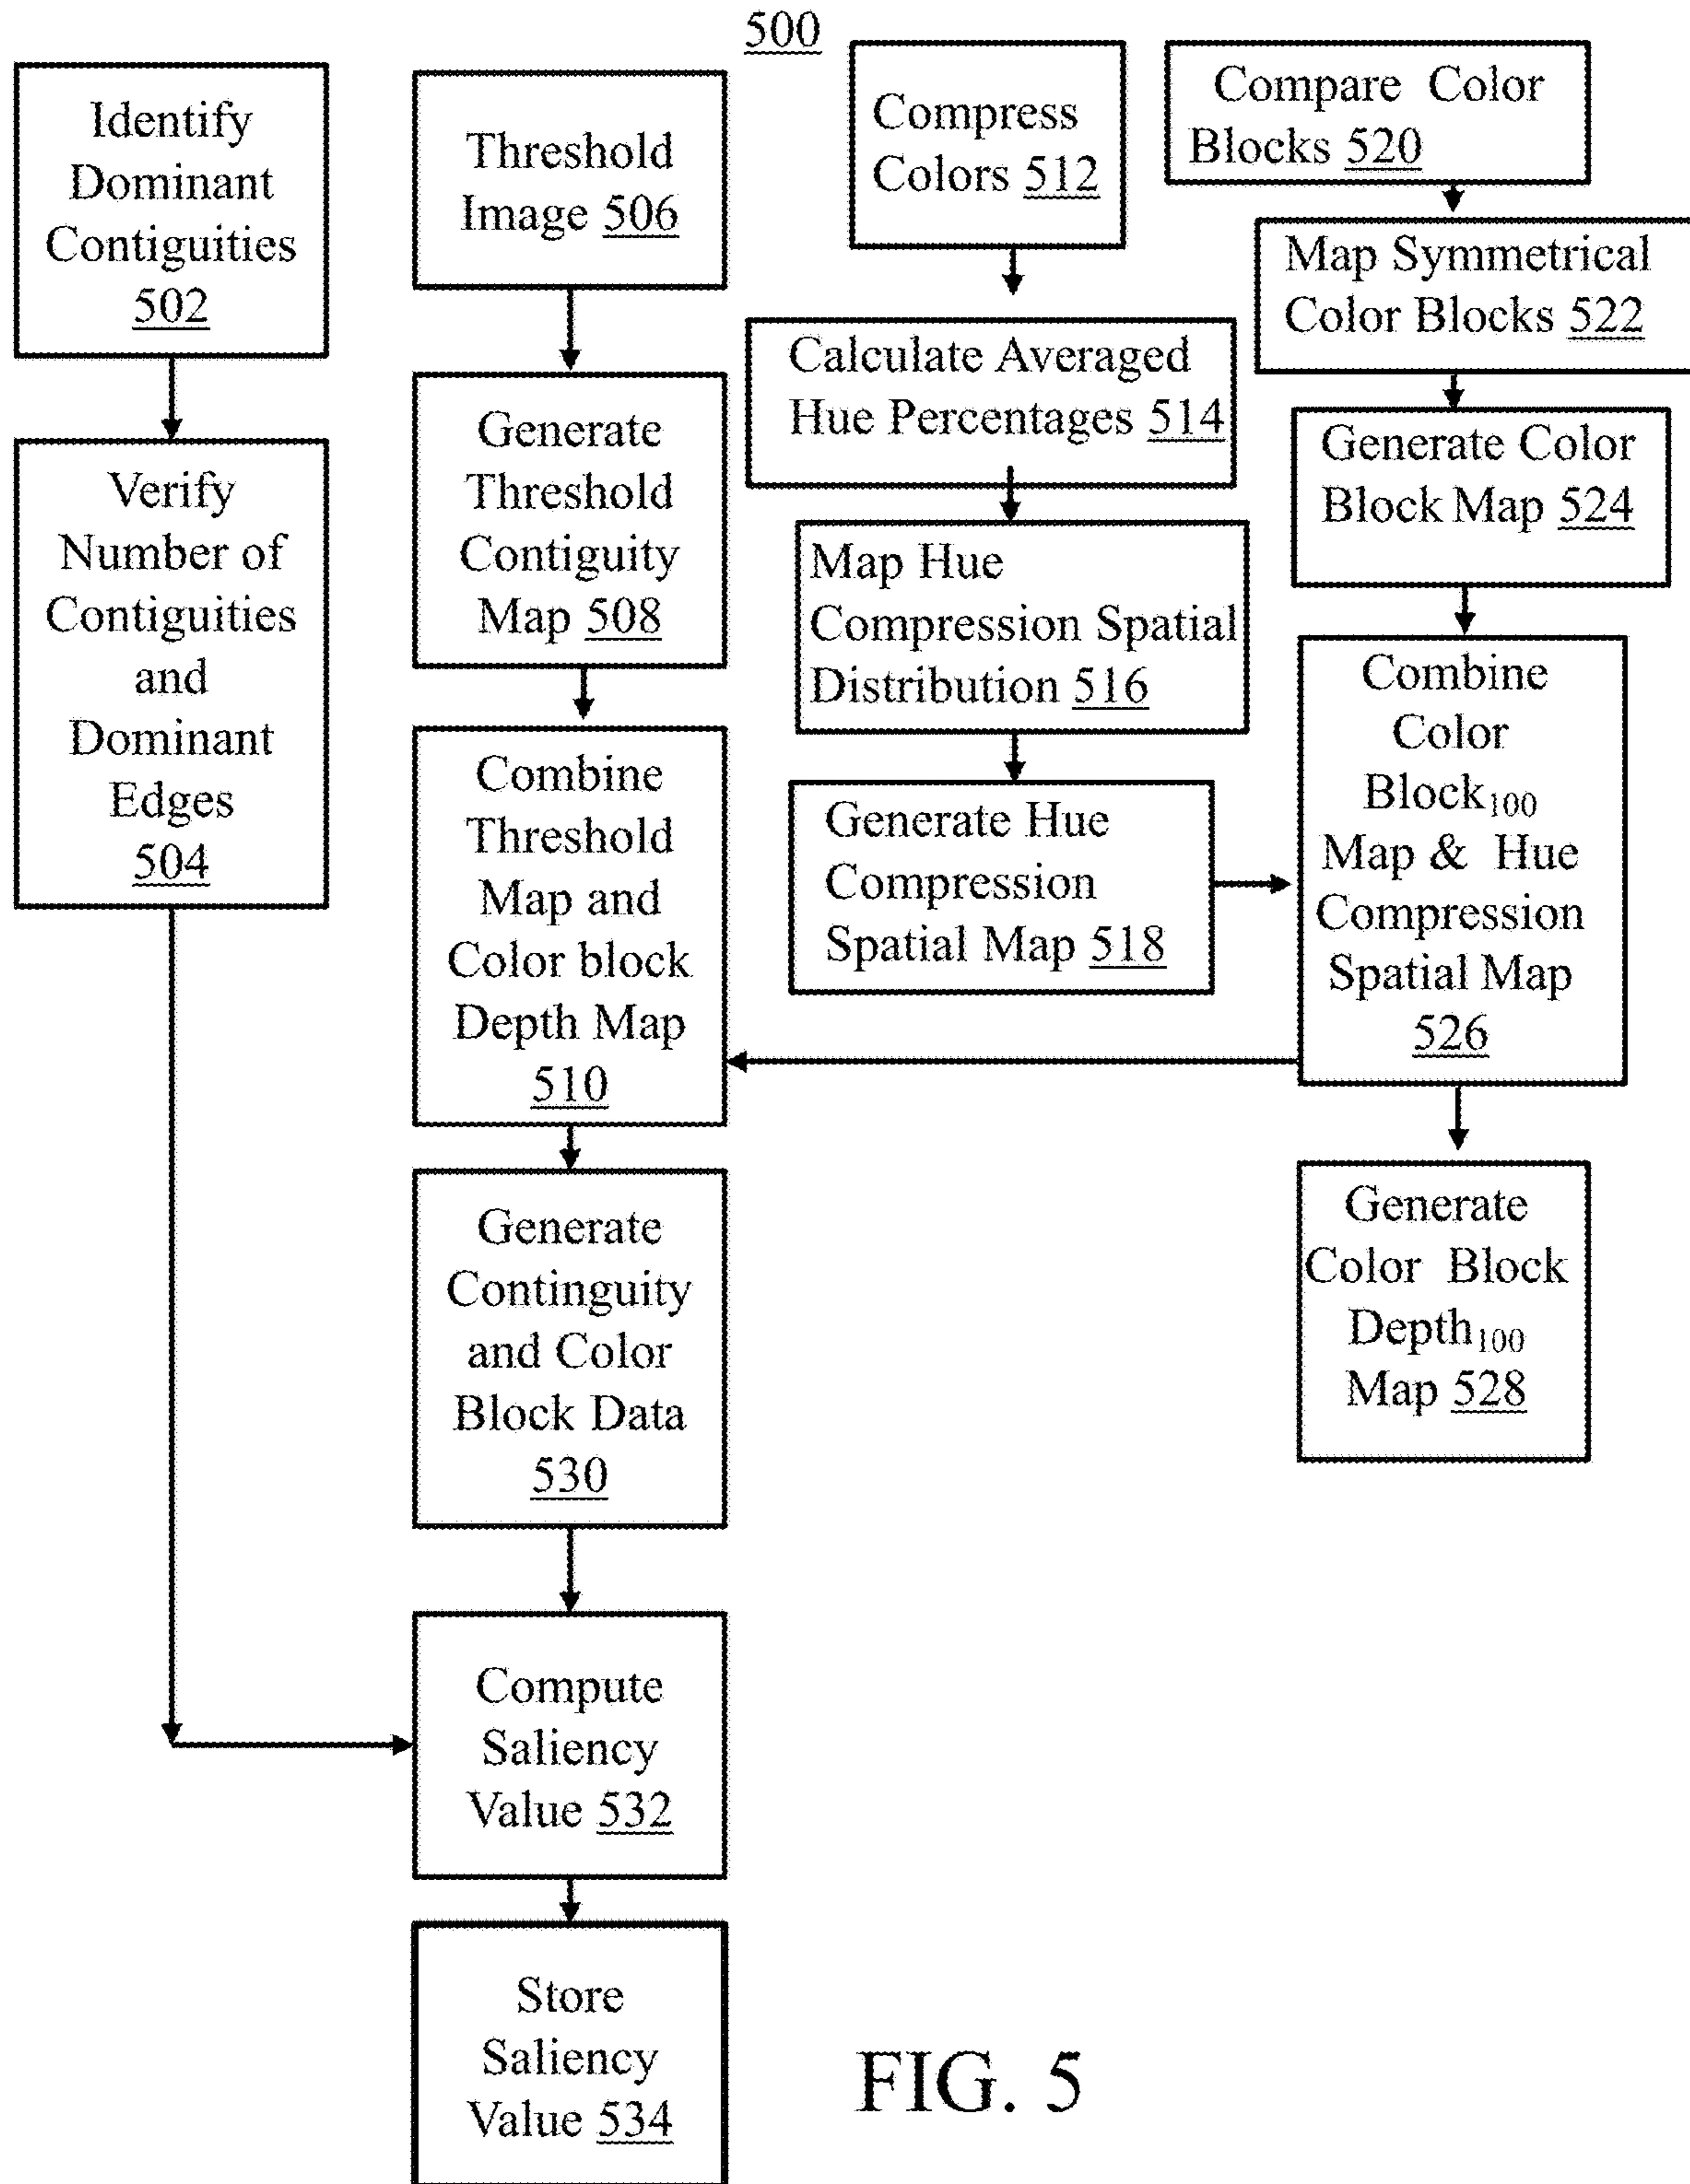 500
Identify
Dominant
Contiguities
502
Verify
Number of
Contiguities
and
Dominant
Edges
504
Threshold
Image 506
Generate
Threshold
Contiguity
Map 508
Combine
Threshold
Map and
Color block
Depth Map
510
Generate
Continguity
and Color
Block Data
530
Compute
Saliency
Value 532
Store
Saliency
Value 534
Compress
Colors 512
Calculate Averaged
Hue Percentages 514
Map Hue
Compression Spatial
Distribution 516
Generate Hue
Compression
Spatial Map 518
Compare Color
Blocks 520
Map Symmetrical
Color Blocks 522
Generate Color
Block Map 524
Combine
Color
Block₁₀₀
Map & Hue
Compression
Spatial Map
526
Generate
Color Block
Depth₁₀₀
Map 528
FIG. 5